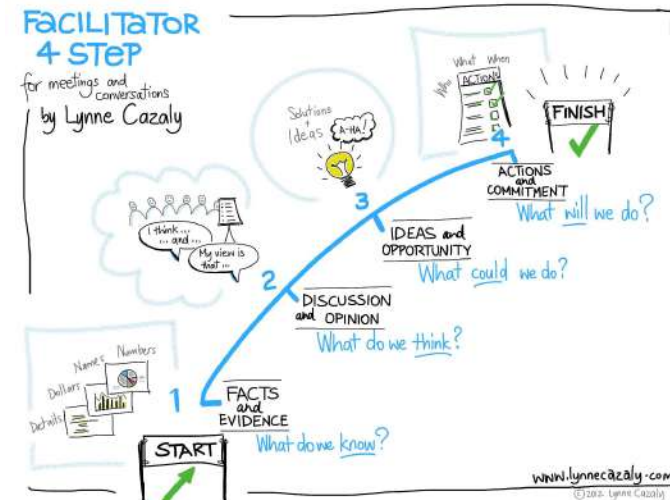 FACILITATOR
4 STEP
for meetings and
conversations
by Lynne Cazaly
What When
Who
ACTIONS
FINISH
Solutions
+
Ideas
A-HA!
4
ACTIONS
and
COMMITMENT
What will we do?
3
IDEAS and
OPPORTUNITY
What could we do?
I think...
... and ...
My view is
that ...
2
DISCUSSION
and OPINION
What do we think?
Numbers
Names
Dollars
Details
1
FACTS
and
EVIDENCE
What do we know?
START
www.lynnecazaly.com
©2012 Lynne Cazaly